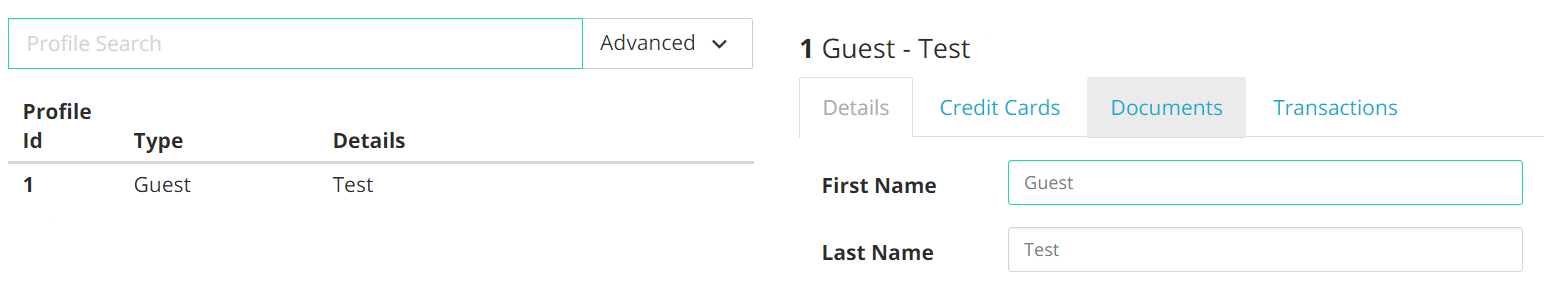 Profile Search
Advanced
Profile
Id Type Details
1 Guest Test
1 Guest - Test
Details Credit Cards Documents Transactions
First Name Guest
Last Name Test